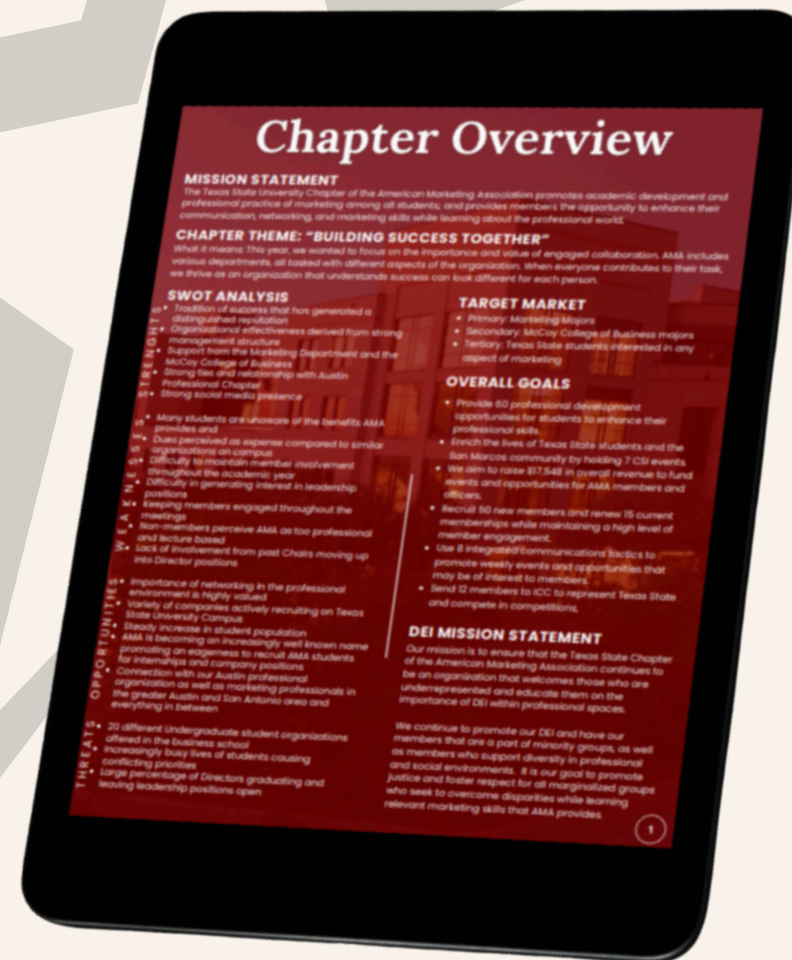 Chapter Overview
MISSION STATEMENT
The Texas State University Chapter of the American Marketing Association promotes academic development and
professional practice of marketing among all students; and provides members the opportunity to enhance their
communication, networking, and marketing skills while learning about the professional world.
CHAPTER THEME: "BUILDING SUCCESS TOGETHER"
What it means: This year, we wanted to focus on the importance and value of engaged collaboration. AMA includes
various departments, all tasked with different aspects of the organization. When everyone contributes to their task,
we thrive as an organization that understands success can look different for each person.
SWOT ANALYSIS
STRENGHTS
• Tradition of success that has generated a
distinguished reputation
• Organizational effectiveness derived from strong
management structure
• Support from the Marketing Department and the
McCoy College of Business
• Strong ties and relationship with Austin
Professional Chapter
• Strong social media presence
WEAKNESSES
• Many students are unaware of the benefits AMA
provides and
• Dues perceived as expense compared to similar
organizations on campus
• Difficulty to maintain member involvement
throughout the academic year
• Difficulty in generating interest in leadership
positions
• Keeping members engaged throughout the
meetings
• Non-members perceive AMA as too professional
and lecture based
• Lack of involvement from past Chairs moving up
into Director positions
OPPORTUNITIES
• Importance of networking in the professional
environment is highly valued
• Variety of companies actively recruiting on Texas
State University Campus
• Steady increase in student population
• AMA is becoming an increasingly well known name
promoting an eagerness to recruit AMA students
for internships and company positions
• Connection with our Austin professional
organization as well as marketing professionals in
the greater Austin and San Antonio area and
everything in between
THREATS
• 20 different Undergraduate student organizations
offered in the business school
• Increasingly busy lives of students causing
conflicting priorities
• Large percentage of Directors graduating and
leaving leadership positions open
TARGET MARKET
• Primary: Marketing Majors
• Secondary: McCoy College of Business majors
• Tertiary: Texas State students interested in any
aspect of marketing
OVERALL GOALS
• Provide 60 professional development
opportunities for students to enhance their
professional skills.
• Enrich the lives of Texas State students and the
San Marcos community by holding 7 CSI events.
• We aim to raise $17,548 in overall revenue to fund
events and opportunities for AMA members and
officers.
• Recruit 50 new members and renew 15 current
memberships while maintaining a high level of
member engagement.
• Use 8 integrated communications tactics to
promote weekly events and opportunities that
may be of interest to members.
• Send 12 members to ICC to represent Texas State
and compete in competitions,
DEI MISSION STATEMENT
Our mission is to ensure that the Texas State Chapter
of the American Marketing Association continues to
be an organization that welcomes those who are
underrepresented and educate them on the
importance of DEI within professional spaces.
We continue to promote our DEI and have our
members that are a part of minority groups, as well
as members who support diversity in professional
and social environments. It is our goal to promote
justice and foster respect for all marginalized groups
who seek to overcome disparities while learning
relevant marketing skills that AMA provides.
1